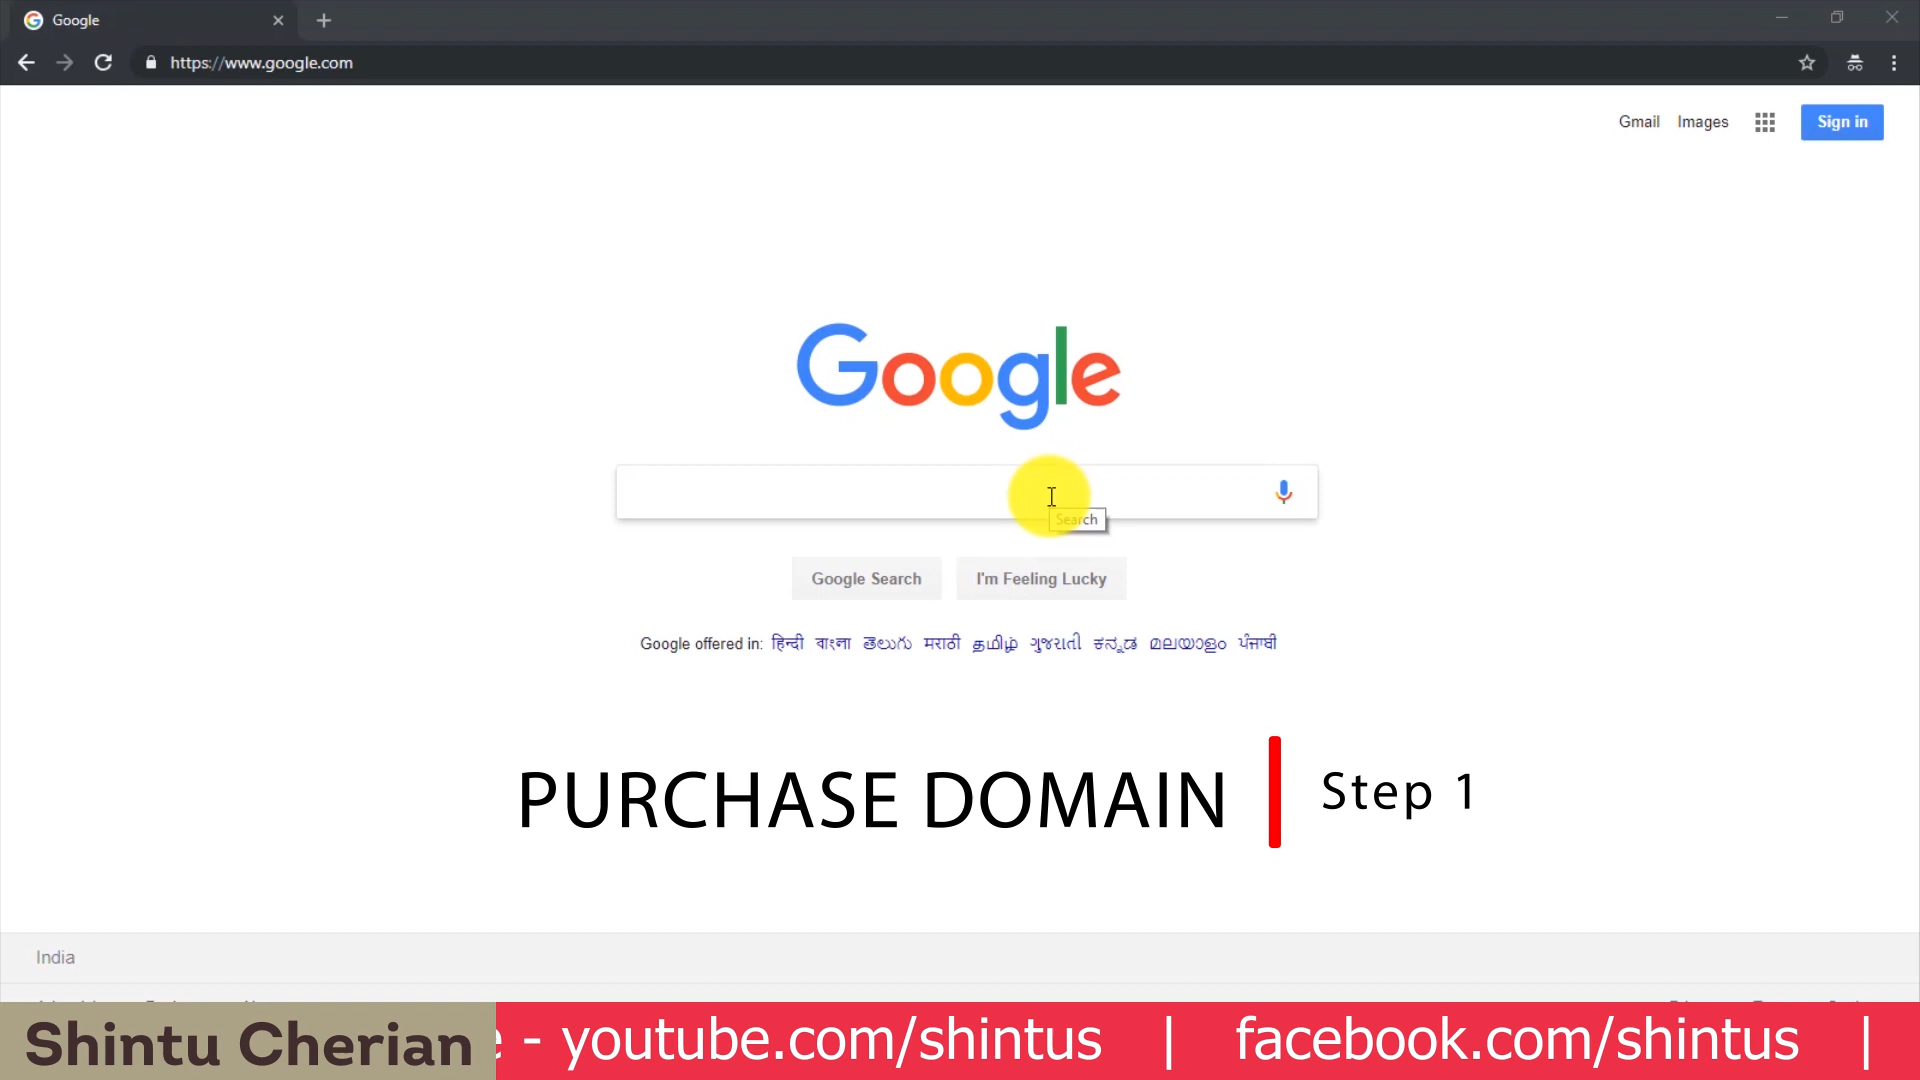 Google
https://www.google.com
Gmail Images Sign in
Google
Search
Google Search I'm Feeling Lucky
Google offered in: हिन्दी বাংলা తెలుగు मराठी தமிழ் ગુજરાતી ಕನ್ನಡ മലയാളം ਪੰਜਾਬੀ
PURCHASE DOMAIN Step 1
India
Shintu Cherian - youtube.com/shintus | facebook.com/shintus |